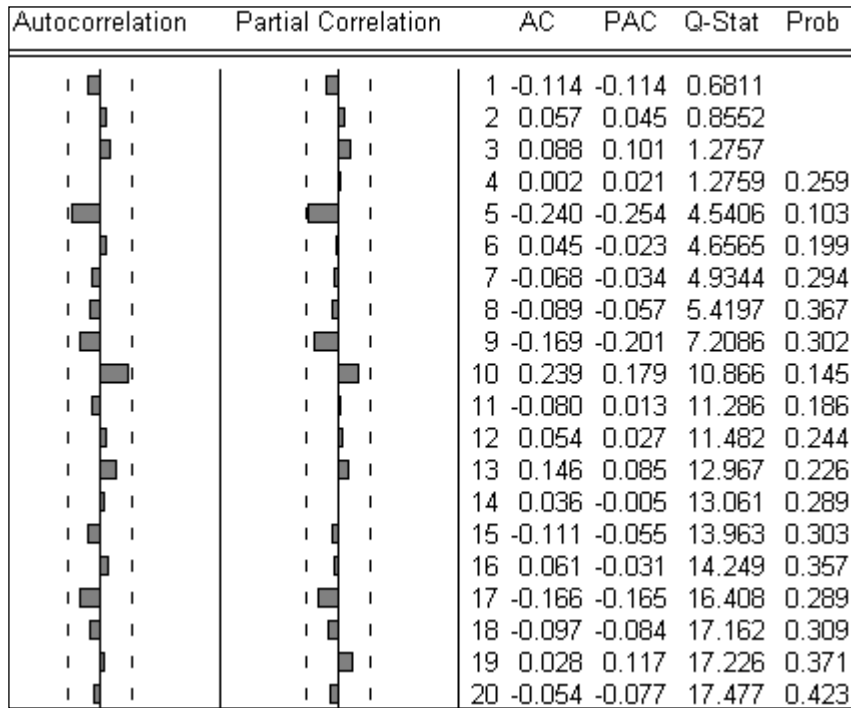 Autocorrelation Partial Correlation AC PAC Q-Stat Prob
1 -0.114 -0.114 0.6811
2 0.057 0.045 0.8552
3 0.088 0.101 1.2757
4 0.002 0.021 1.2759 0.259
5 -0.240 -0.254 4.5406 0.103
6 0.045 -0.023 4.6565 0.199
7 -0.068 -0.034 4.9344 0.294
8 -0.089 -0.057 5.4197 0.367
9 -0.169 -0.201 7.2086 0.302
10 0.239 0.179 10.866 0.145
11 -0.080 0.013 11.286 0.186
12 0.054 0.027 11.482 0.244
13 0.146 0.085 12.967 0.226
14 0.036 -0.005 13.061 0.289
15 -0.111 -0.055 13.963 0.303
16 0.061 -0.031 14.249 0.357
17 -0.166 -0.165 16.408 0.289
18 -0.097 -0.084 17.162 0.309
19 0.028 0.117 17.226 0.371
20 -0.054 -0.077 17.477 0.423